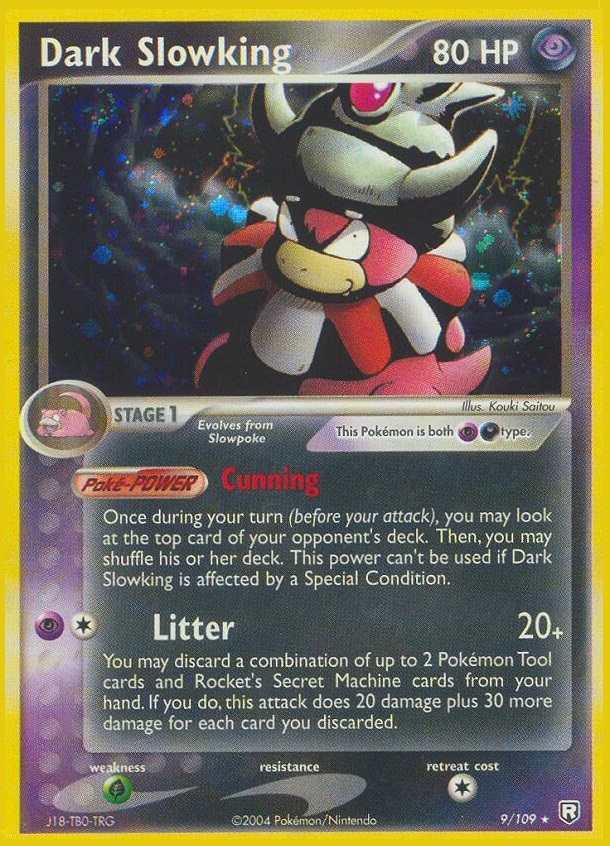 Dark Slowking 80 HP
Illus. Kouki Saitou
STAGE 1
Evolves from
Slowpoke
This Pokémon is both type.
Poké-POWER Cunning
Once during your turn (before your attack), you may look
at the top card of your opponent's deck. Then, you may
shuffle his or her deck. This power can't be used if Dark
Slowking is affected by a Special Condition.
Litter 20+
You may discard a combination of up to 2 Pokémon Tool
cards and Rocket's Secret Machine cards from your
hand. If you do, this attack does 20 damage plus 30 more
damage for each card you discarded.
weakness resistance retreat cost
J18-TB0-TRG ©2004 Pokémon/Nintendo 9/109 ★ R